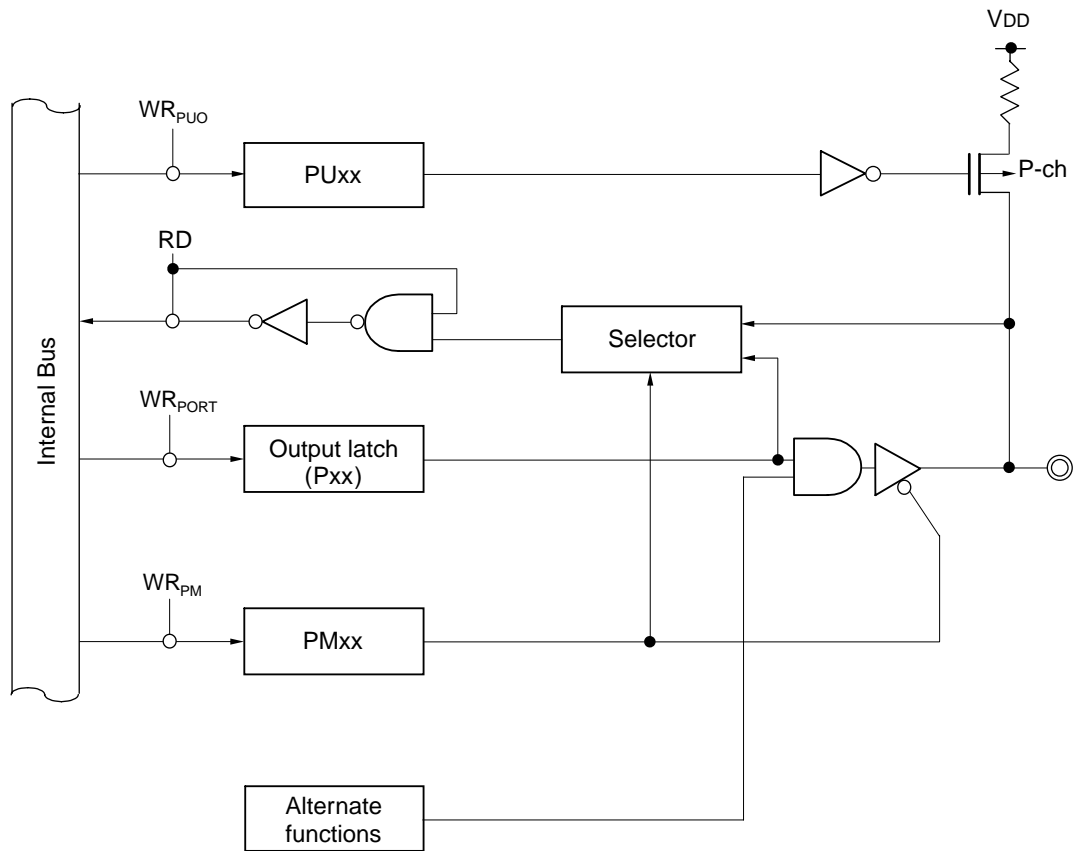 VDD
WRPUO
PUxx
P-ch
RD
Selector
Internal Bus
WRPORT
Output latch
(Pxx)
WRPM
PMxx
Alternate
functions